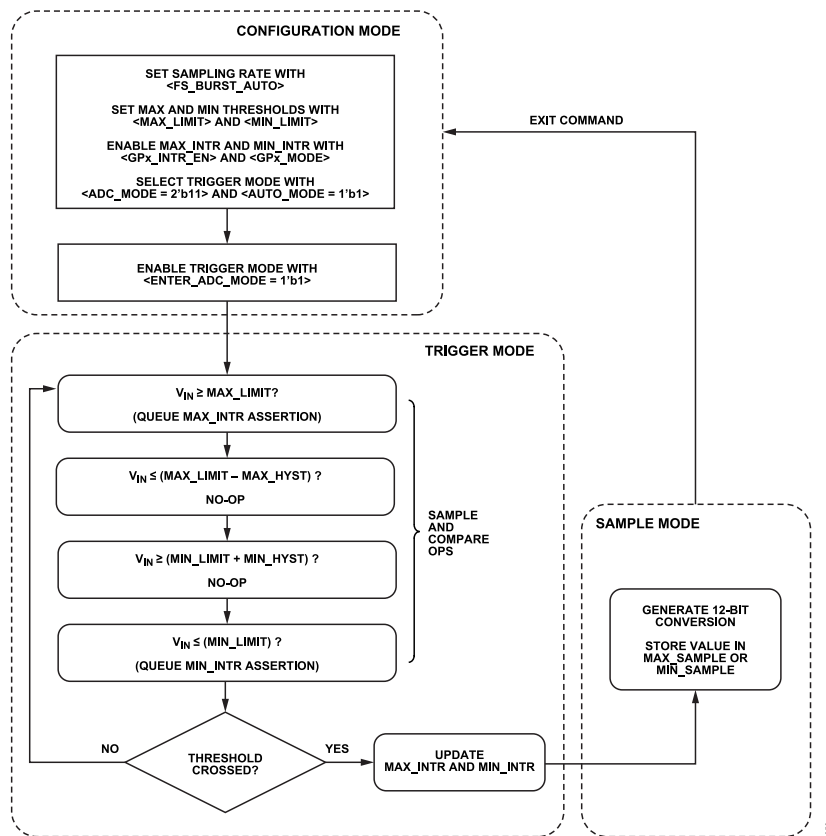 CONFIGURATION MODE
SET SAMPLING RATE WITH
<FS_BURST_AUTO>
SET MAX AND MIN THRESHOLDS WITH
<MAX_LIMIT> AND <MIN_LIMIT>
ENABLE MAX_INTR AND MIN_INTR WITH
<GPx_INTR_EN> AND <GPx_MODE>
SELECT TRIGGER MODE WITH
<ADC_MODE = 2'b11> AND <AUTO_MODE = 1'b1>
EXIT COMMAND
ENABLE TRIGGER MODE WITH
<ENTER_ADC_MODE = 1'b1>
TRIGGER MODE
VIN ≥ MAX_LIMIT?
(QUEUE MAX_INTR ASSERTION)
VIN ≤ (MAX_LIMIT – MAX_HYST) ?
NO-OP
VIN ≥ (MIN_LIMIT + MIN_HYST) ?
NO-OP
VIN ≤ (MIN_LIMIT) ?
(QUEUE MIN_INTR ASSERTION)
SAMPLE
AND
COMPARE
OPS
NO
THRESHOLD
CROSSED?
YES
UPDATE
MAX_INTR AND MIN_INTR
SAMPLE MODE
GENERATE 12-BIT
CONVERSION
STORE VALUE IN
MAX_SAMPLE OR
MIN_SAMPLE